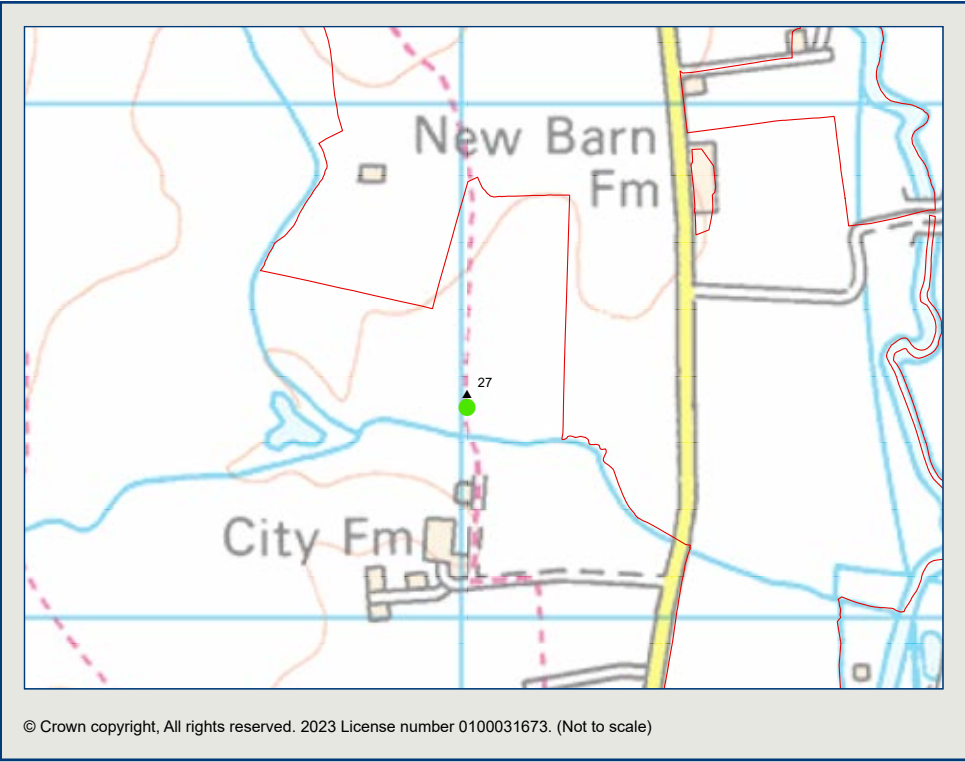 New Barn
Fm
27
City Fm
© Crown copyright, All rights reserved. 2023 License number 0100031673. (Not to scale)